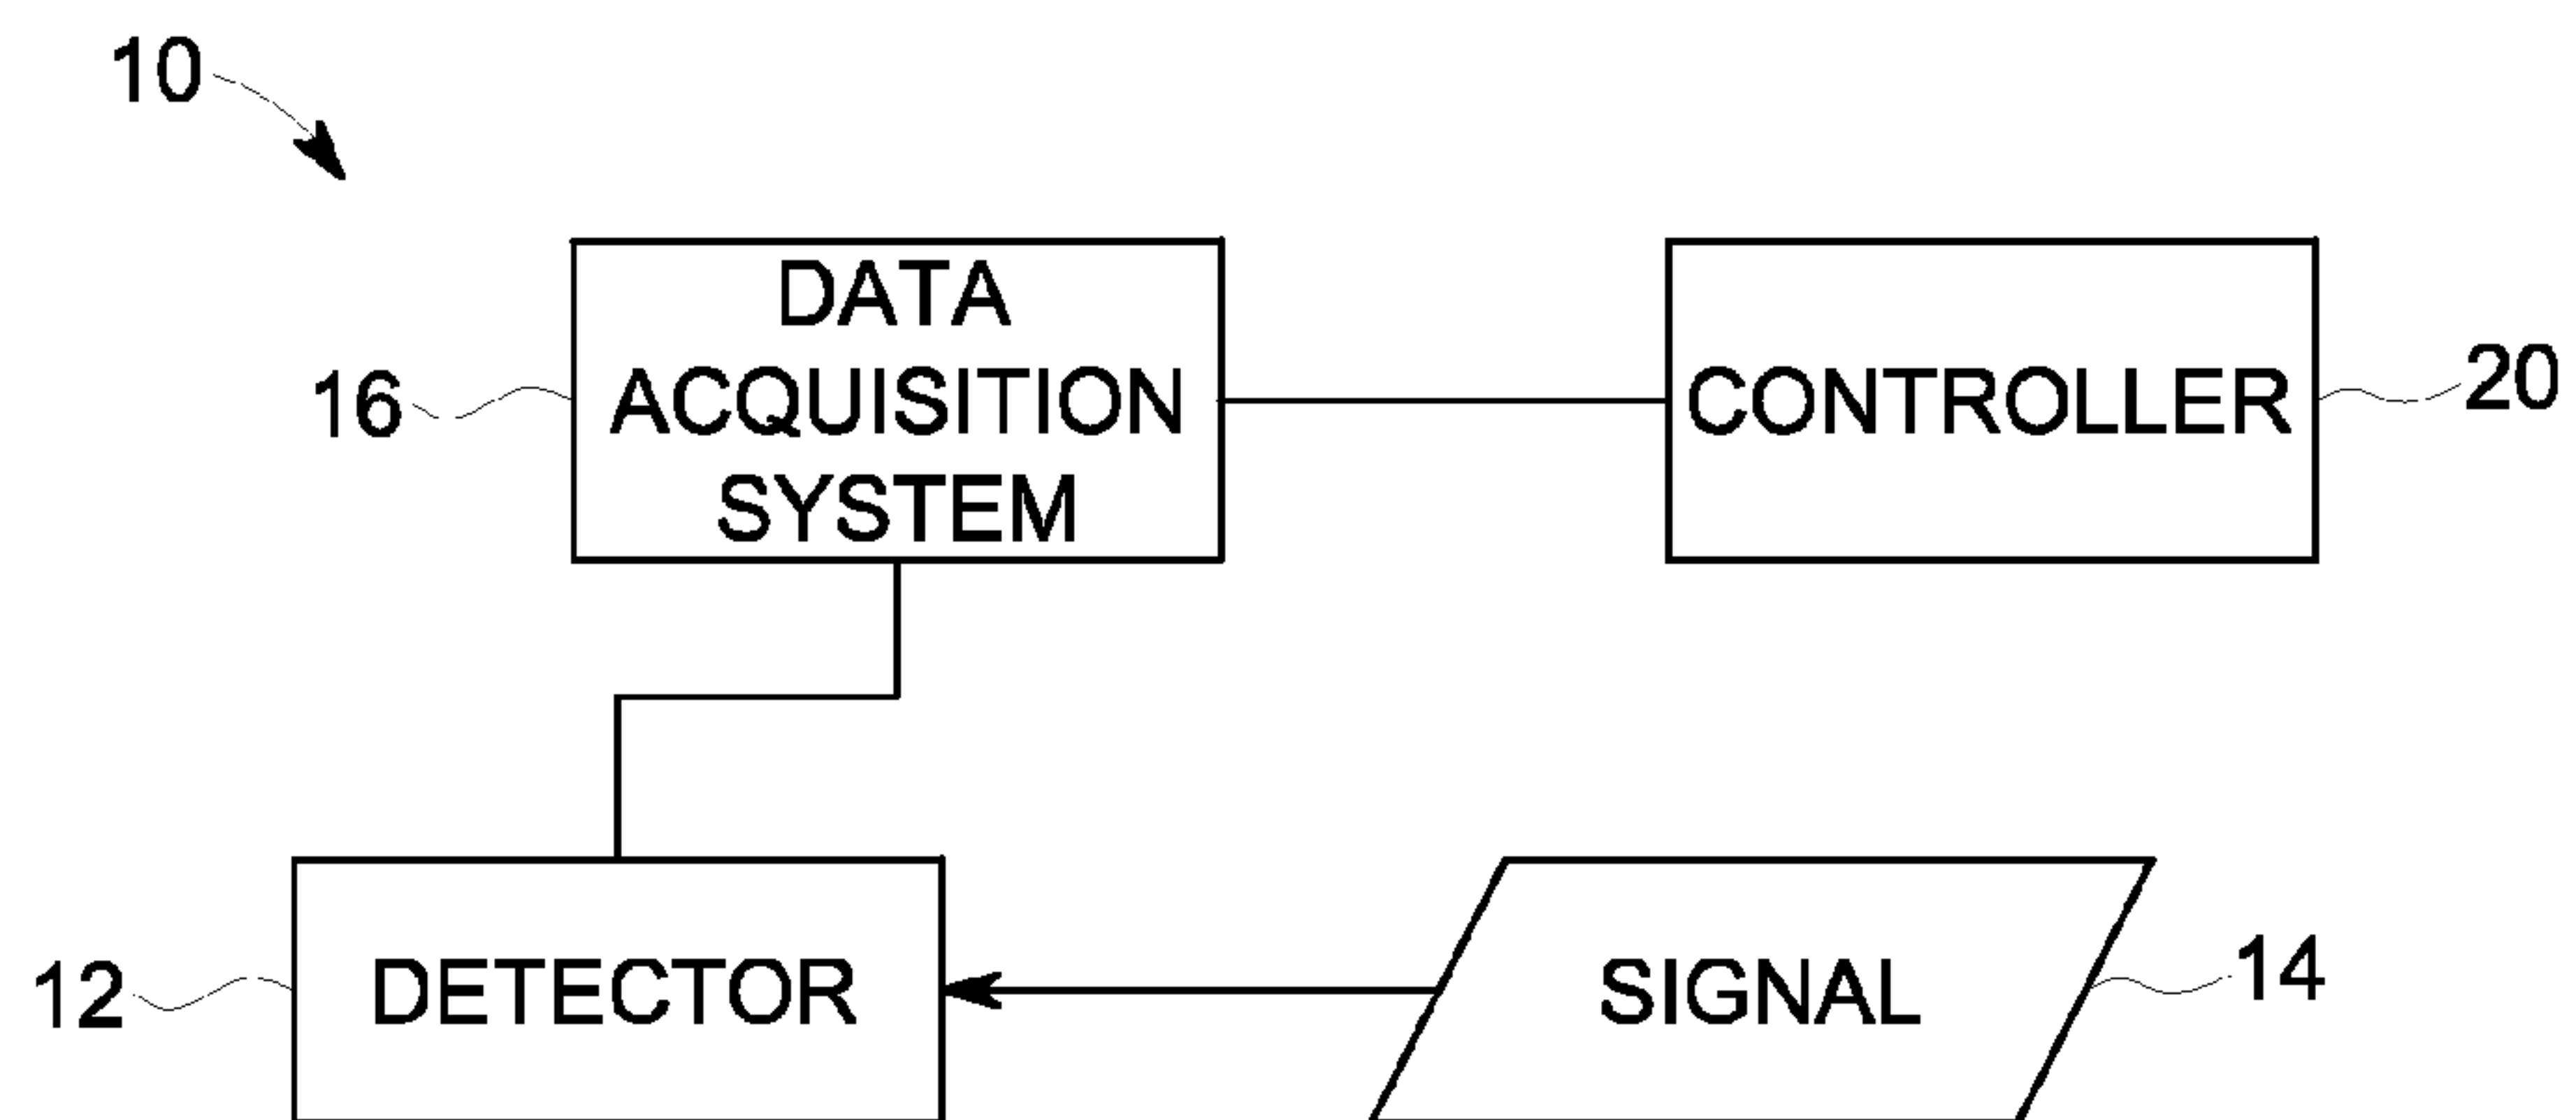 10
DATA
ACQUISITION
SYSTEM
16
CONTROLLER
20
12
DETECTOR
SIGNAL
14